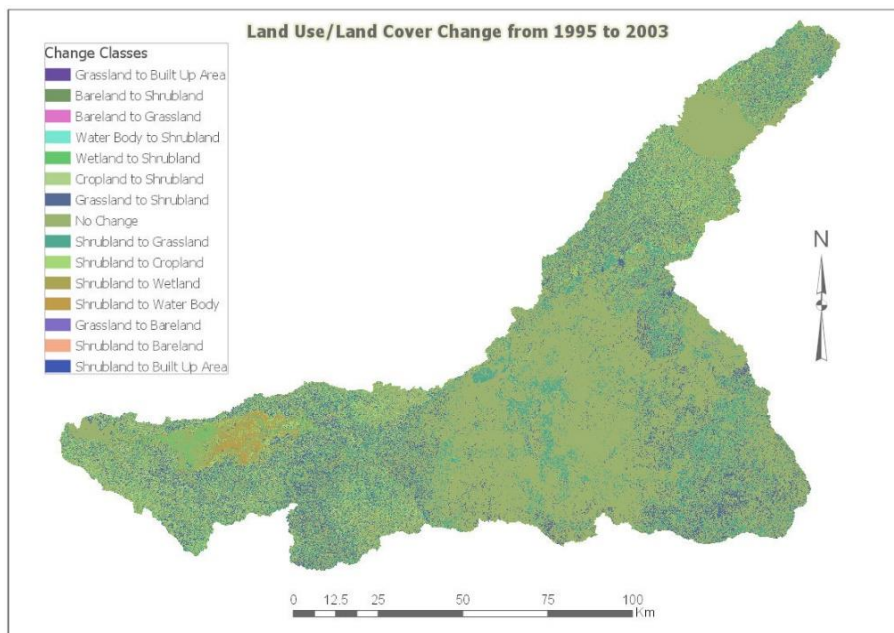 Land Use/Land Cover Change from 1995 to 2003
Change Classes
Grassland to Built Up Area
Bareland to Shrubland
Bareland to Grassland
Water Body to Shrubland
Wetland to Shrubland
Cropland to Shrubland
Grassland to Shrubland
No Change
Shrubland to Grassland
Shrubland to Cropland
Shrubland to Wetland
Shrubland to Water Body
Grassland to Bareland
Shrubland to Bareland
Shrubland to Built Up Area
N
0 12.5 25 50 75 100
Km